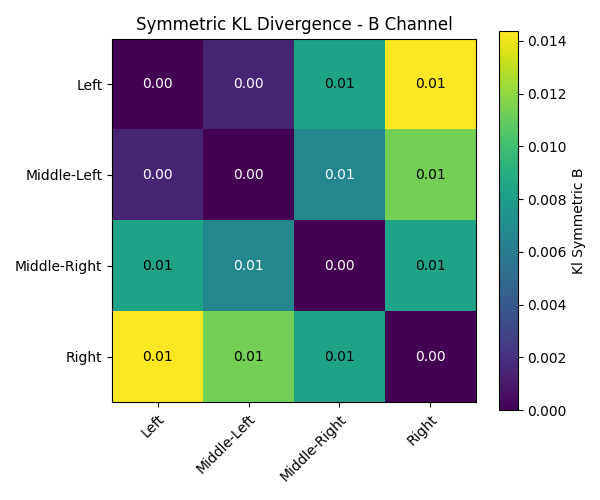 Symmetric KL Divergence - B Channel
Left 0.00 0.00 0.01 0.01
Middle-Left 0.00 0.00 0.01 0.01
Middle-Right 0.01 0.01 0.00 0.01
Right 0.01 0.01 0.01 0.00
Left Middle-Left Middle-Right Right
0.014
0.012
0.010
0.008
0.006
0.004
0.002
0.000
Kl Symmetric B